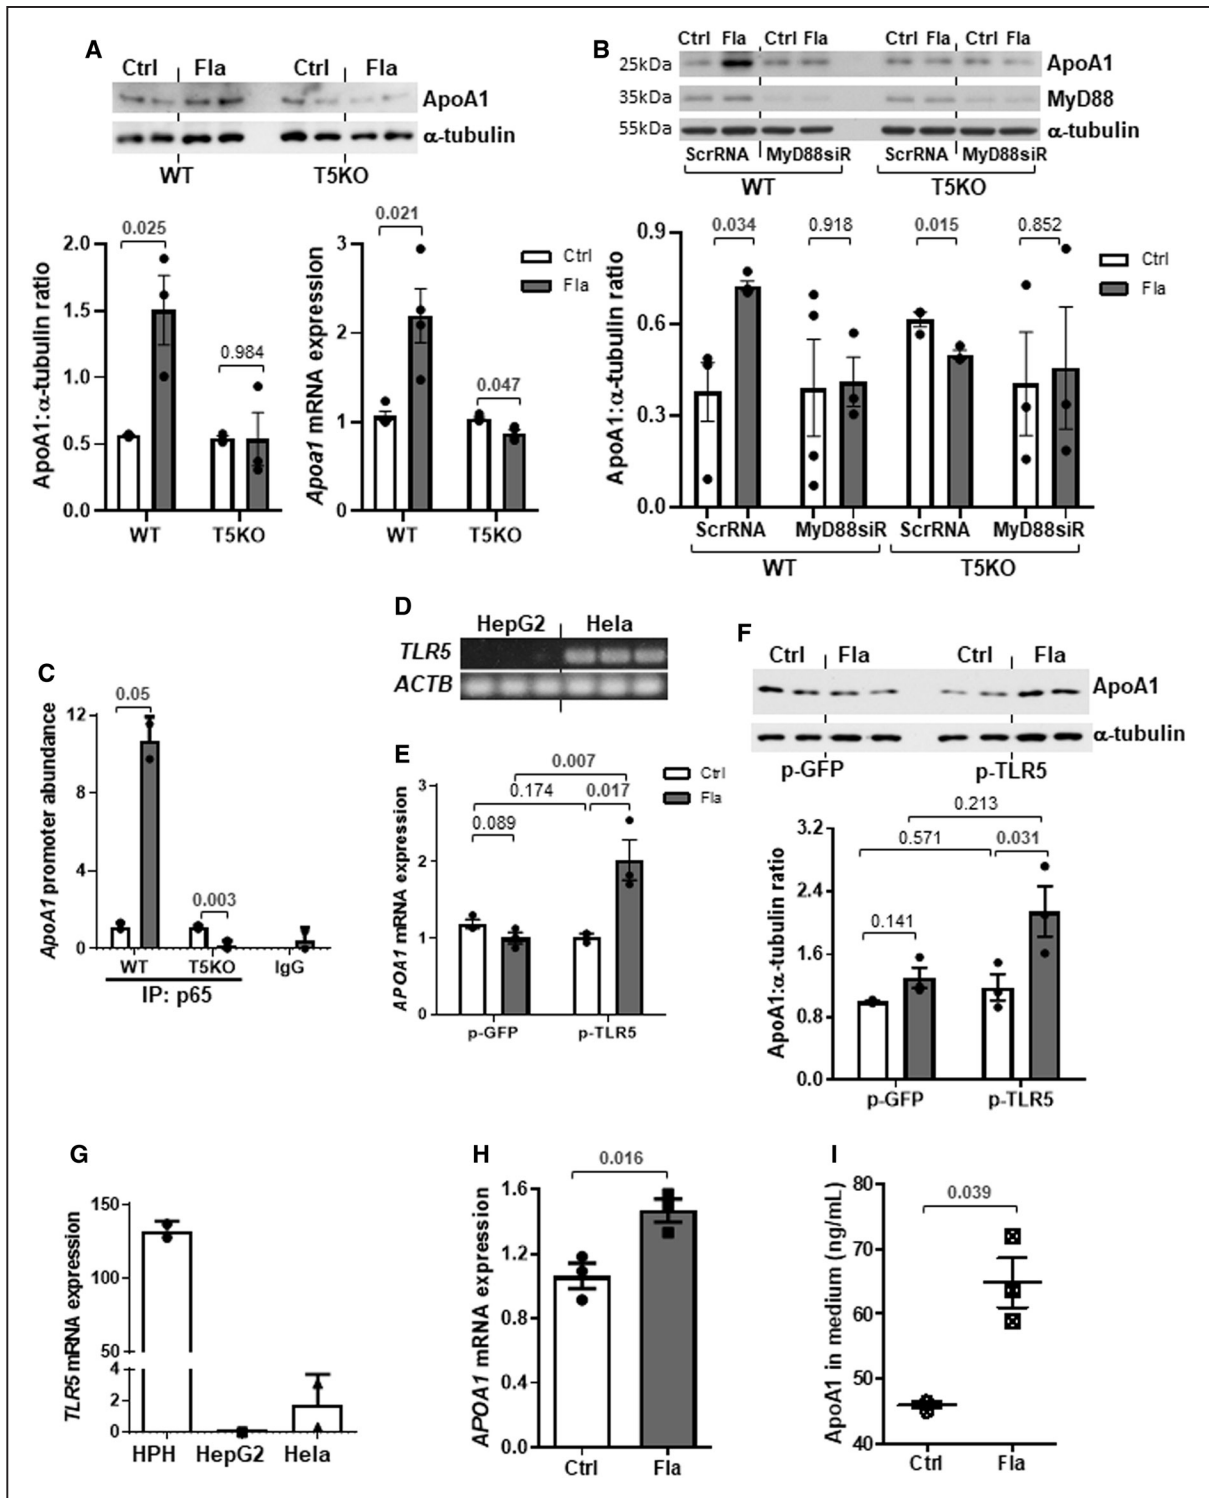 A
Ctrl Fla Ctrl Fla
ApoA1
α-tubulin
WT T5KO
0.025
2.0
1.5
1.0
0.5
0.0
0.984
ApoA1:α-tubulin ratio
WT T5KO
0.021
3
2
1
0
0.047
Apoa1 mRNA expression
WT T5KO
Ctrl
Fla
B
Ctrl Fla Ctrl Fla Ctrl Fla Ctrl Fla
25kDa ApoA1
35kDa MyD88
55kDa α-tubulin
ScrRNA MyD88siR ScrRNA MyD88siR
WT T5KO
0.034 0.918 0.015 0.852
0.9
0.6
0.3
0.0
ApoA1:α-tubulin ratio
Ctrl
Fla
ScrRNA MyD88siR ScrRNA MyD88siR
WT T5KO
C
0.05
12
8
4
0
0.003
ApoA1 promoter abundance
WT T5KO IgG
IP: p65
D
HepG2 Hela
TLR5
ACTB
E
0.007
0.174 0.017
0.089
3
2
1
0
APOA1 mRNA expression
p-GFP p-TLR5
Ctrl
Fla
F
Ctrl Fla Ctrl Fla
ApoA1
α-tubulin
p-GFP p-TLR5
0.213
0.571 0.031
0.141
3.2
2.4
1.6
0.8
0.0
ApoA1:α-tubulin ratio
p-GFP p-TLR5
G
150
100
50
4
2
0
TLR5 mRNA expression
HPH HepG2 Hela
H
0.016
1.6
1.2
0.8
0.4
0.0
APOA1 mRNA expression
Ctrl Fla
I
0.039
80
70
60
50
40
ApoA1 in medium (ng/mL)
Ctrl Fla